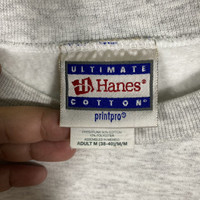 ULTIMATE
Hanes®
COTTON®
printpro®
ADULT M (38-40)/M/M